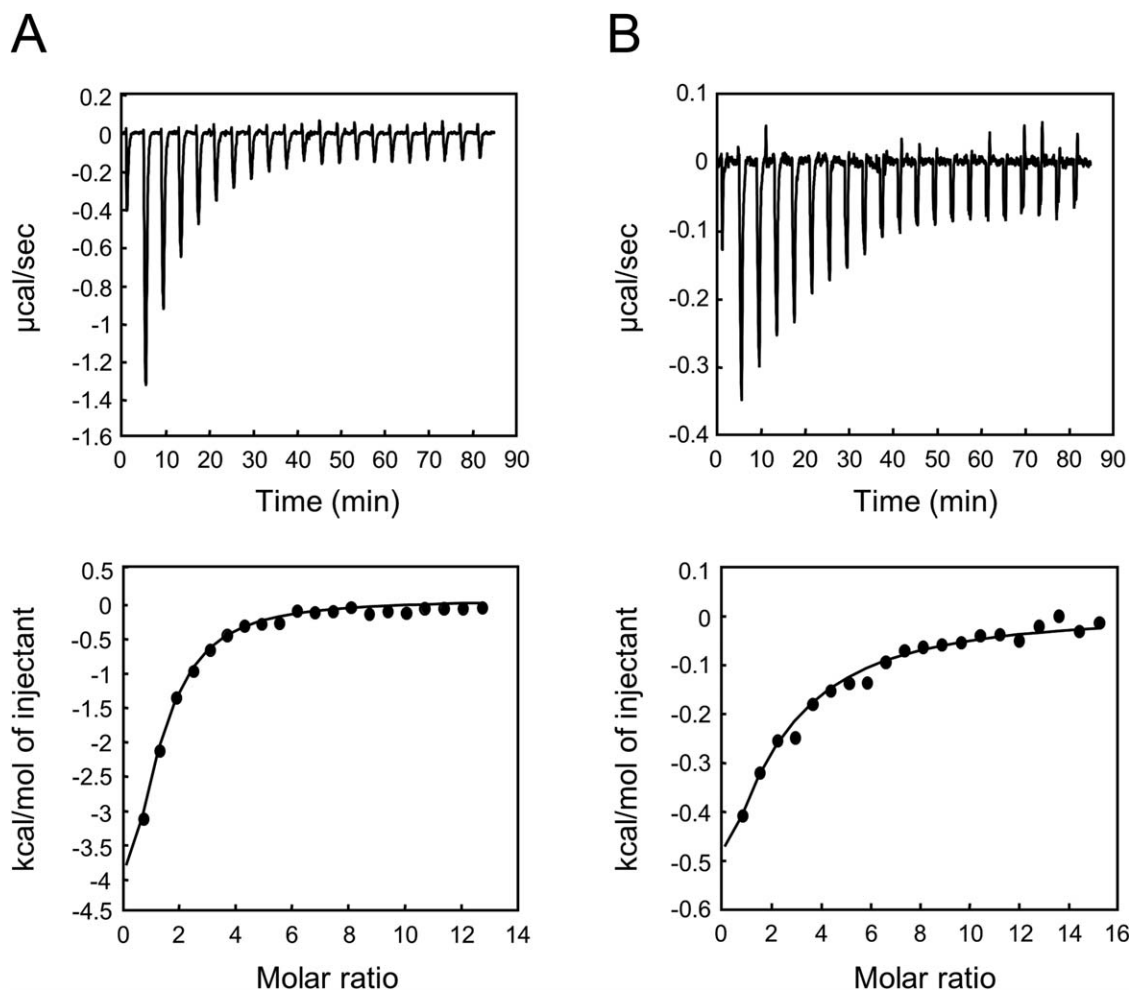 A
B
0.2
0
-0.2
-0.4
-0.6
-0.8
-1
-1.2
-1.4
-1.6
µcal/sec
0 10 20 30 40 50 60 70 80 90
Time (min)
0.1
0
-0.1
-0.2
-0.3
-0.4
µcal/sec
0 10 20 30 40 50 60 70 80 90
Time (min)
0.5
0
-0.5
-1
-1.5
-2
-2.5
-3
-3.5
-4
-4.5
kcal/mol of injectant
0 2 4 6 8 10 12 14
Molar ratio
0.1
0
-0.1
-0.2
-0.3
-0.4
-0.5
-0.6
kcal/mol of injectant
0 2 4 6 8 10 12 14 16
Molar ratio